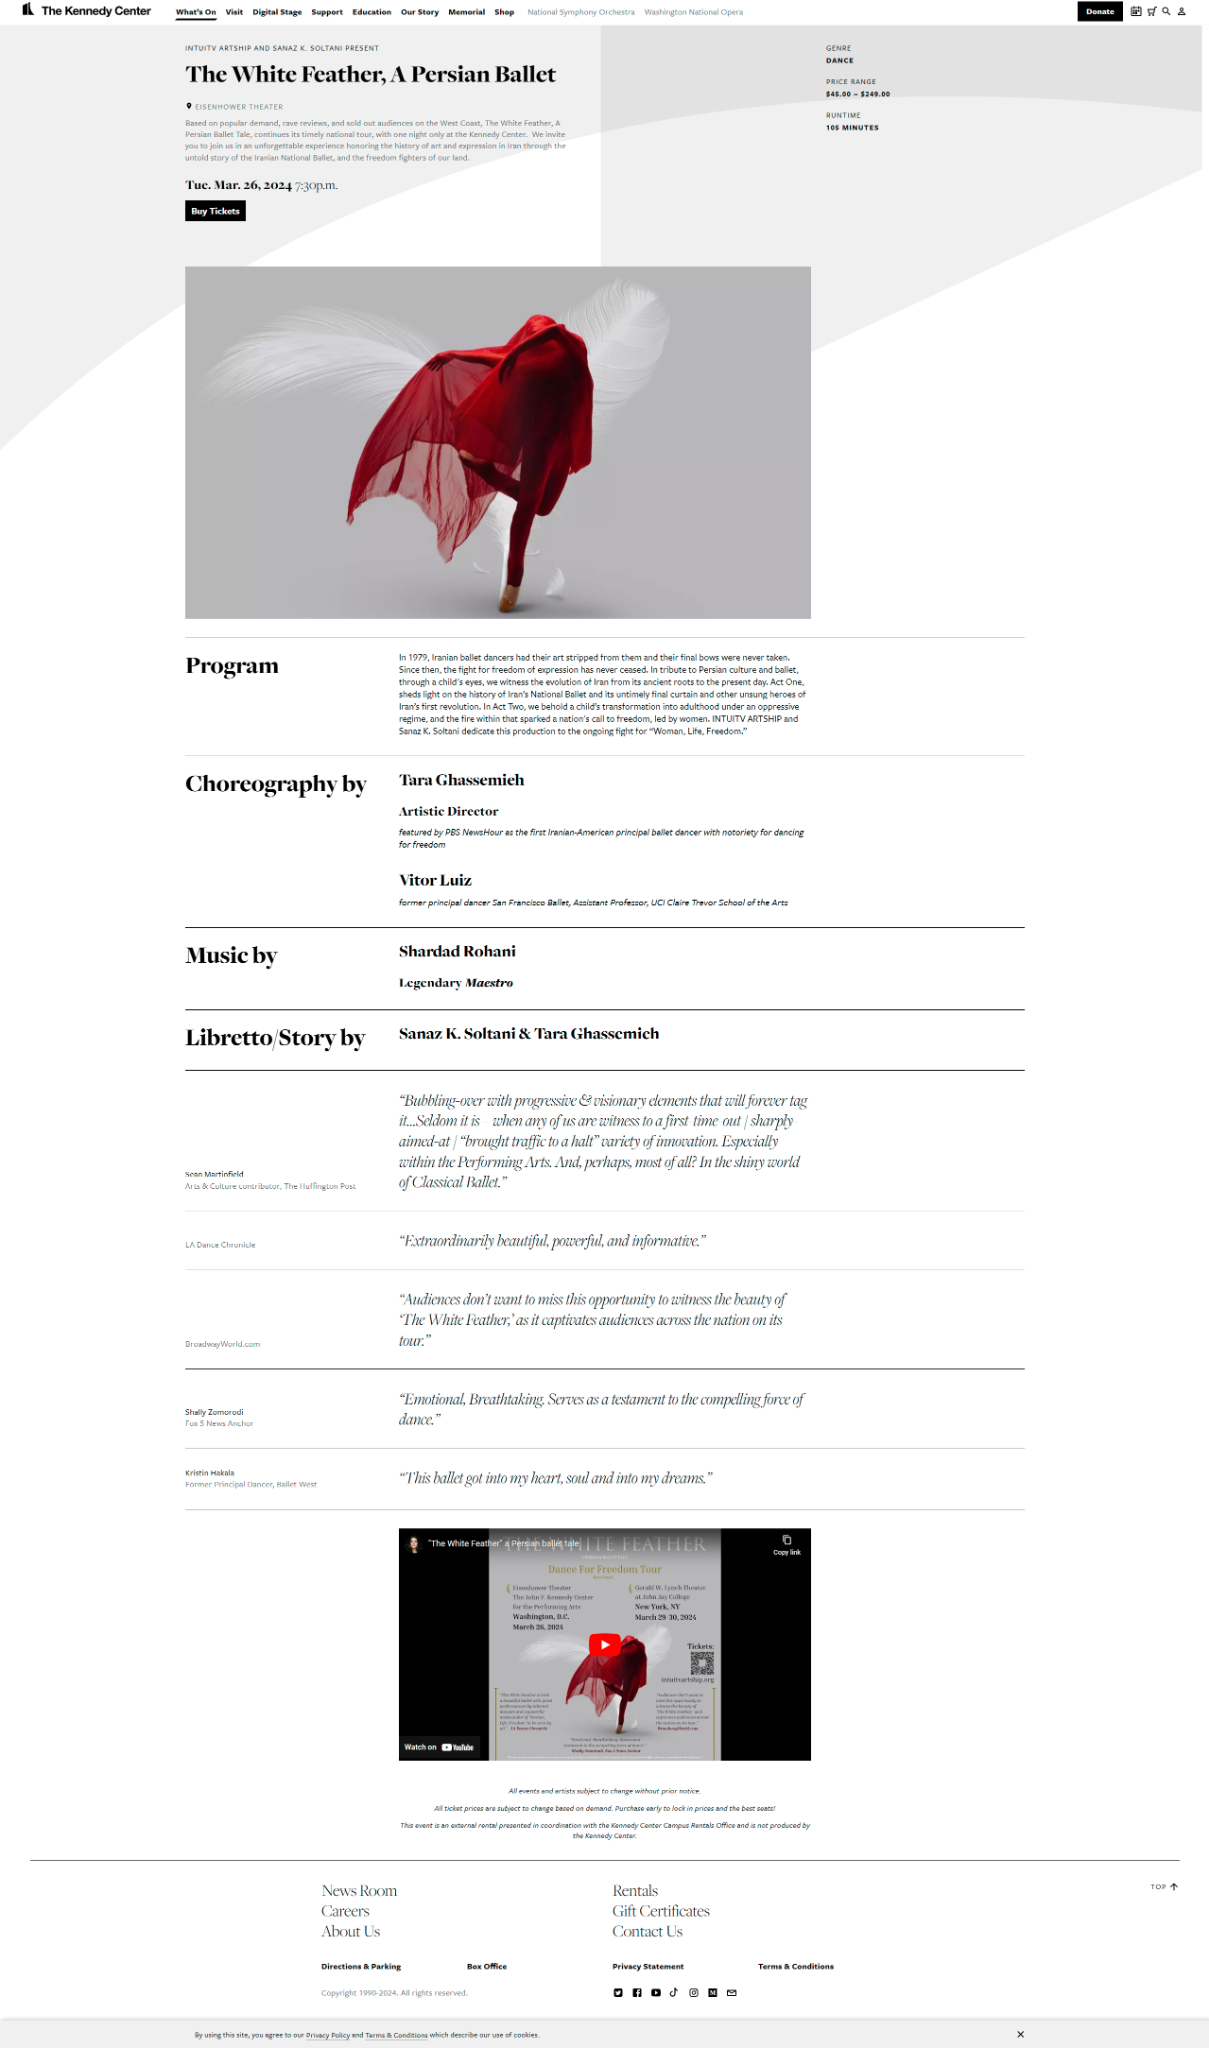 The Kennedy Center
What's On Visit Digital Stage Support Education Our Story Memorial Shop National Symphony Orchestra Washington National Opera
Donate
INTUITV ARTSHIP AND SANAZ K. SOLTANI PRESENT
The White Feather, A Persian Ballet
EISENHOWER THEATER
Based on popular demand, rave reviews, and sold out audiences on the West Coast, The White Feather, A
Persian Ballet Tale, continues its timely national tour, with one night only at the Kennedy Center. We invite
you to join us in an unforgettable experience honoring the history of art and expression in Iran through the
untold story of the Iranian National Ballet, and the freedom fighters of our land.
Tue. Mar. 26, 2024 7:30p.m.
Buy Tickets
GENRE
DANCE
PRICE RANGE
$45.00 – $249.00
RUNTIME
105 MINUTES
Program
In 1979, Iranian ballet dancers had their art stripped from them and their final bows were never taken.
Since then, the fight for freedom of expression has never ceased. In tribute to Persian culture and ballet,
through a child's eyes, we witness the evolution of Iran from its ancient roots to the present day. Act One,
sheds light on the history of Iran's National Ballet and its untimely final curtain and other unsung heroes of
Iran's first revolution. In Act Two, we behold a child's transformation into adulthood under an oppressive
regime, and the fire within that sparked a nation's call to freedom, led by women. INTUITV ARTSHIP and
Sanaz K. Soltani dedicate this production to the ongoing fight for “Woman, Life, Freedom.”
Choreography by
Tara Ghassemieh
Artistic Director
featured by PBS NewsHour as the first Iranian-American principal ballet dancer with notoriety for dancing
for freedom
Vitor Luiz
former principal dancer San Francisco Ballet, Assistant Professor, UCI Claire Trevor School of the Arts
Music by
Shardad Rohani
Legendary Maestro
Libretto/Story by
Sanaz K. Soltani & Tara Ghassemieh
“Bubbling-over with progressive & visionary elements that will forever tag
it...Seldom it is – when any of us are witness to a first-time-out | sharply-
aimed-at | “brought traffic to a halt” variety of innovation. Especially
within the Performing Arts. And, perhaps, most of all? In the shiny world
of Classical Ballet.”
Sean Martinfield
Arts & Culture contributor, The Huffington Post
“Extraordinarily beautiful, powerful, and informative.”
LA Dance Chronicle
“Audiences don't want to miss this opportunity to witness the beauty of
‘The White Feather,’ as it captivates audiences across the nation on its
tour.”
BroadwayWorld.com
“Emotional, Breathtaking. Serves as a testament to the compelling force of
dance.”
Shally Zomorodi
Fox 5 News Anchor
“This ballet got into my heart, soul and into my dreams.”
Kristin Hakala
Former Principal Dancer, Ballet West
"The White Feather" a Persian ballet tale
THE WHITE FEATHER
Copy link
Dance For Freedom Tour
Eisenhower Theater
The John F. Kennedy Center
for the Performing Arts
Washington, D.C.
March 26, 2024
Gerald W. Lynch Theater
at John Jay College
New York, NY
March 29-30, 2024
Tickets:
intuitvartship.org
Watch on YouTube
All events and artists subject to change without prior notice.
All ticket prices are subject to change based on demand. Purchase early to lock in prices and the best seats!
This event is an external rental presented in coordination with the Kennedy Center Campus Rentals Office and is not produced by
the Kennedy Center.
News Room
Careers
About Us
Rentals
Gift Certificates
Contact Us
TOP
Directions & Parking Box Office Privacy Statement Terms & Conditions
Copyright 1990-2024. All rights reserved.
By using this site, you agree to our Privacy Policy and Terms & Conditions which describe our use of cookies.